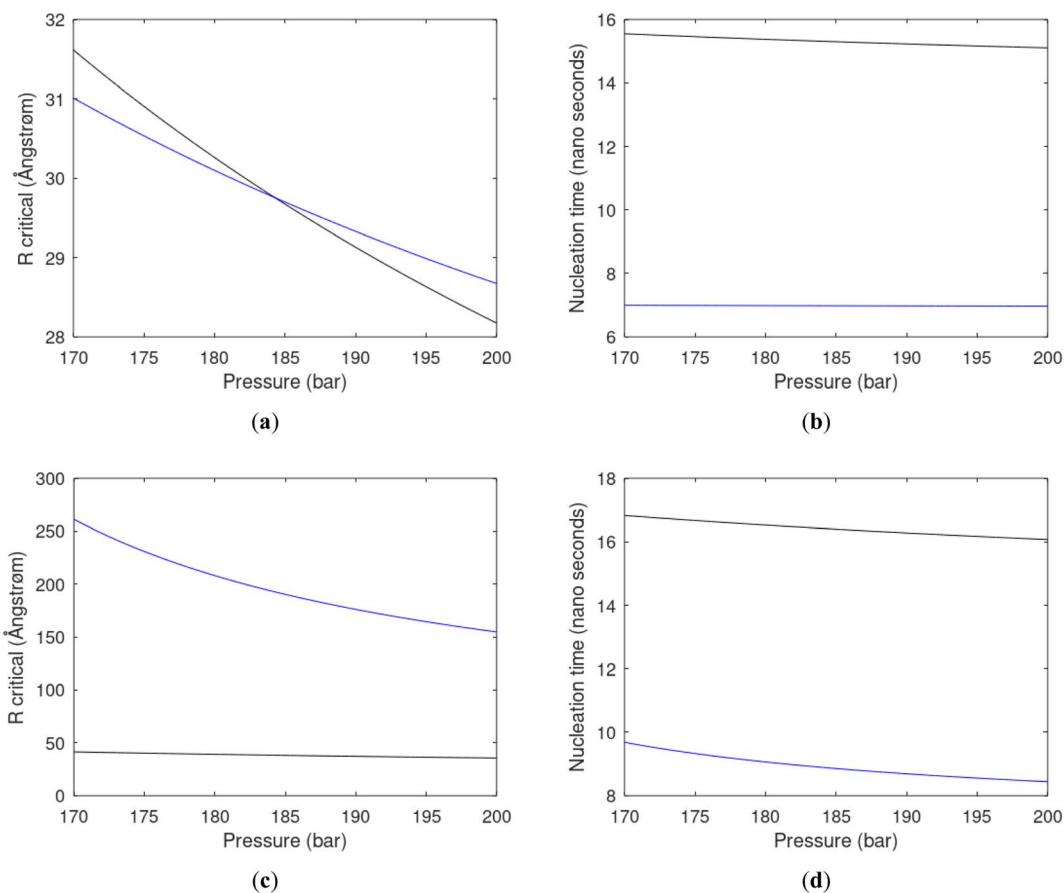 32
31
30
29
28
R critical (Ångstrøm)
170 175 180 185 190 195 200
Pressure (bar)
(a)
16
14
12
10
8
6
Nucleation time (nano seconds)
170 175 180 185 190 195 200
Pressure (bar)
(b)
300
250
200
150
100
50
0
R critical (Ångstrøm)
170 175 180 185 190 195 200
Pressure (bar)
(c)
18
16
14
12
10
8
Nucleation time (nano seconds)
170 175 180 185 190 195 200
Pressure (bar)
(d)